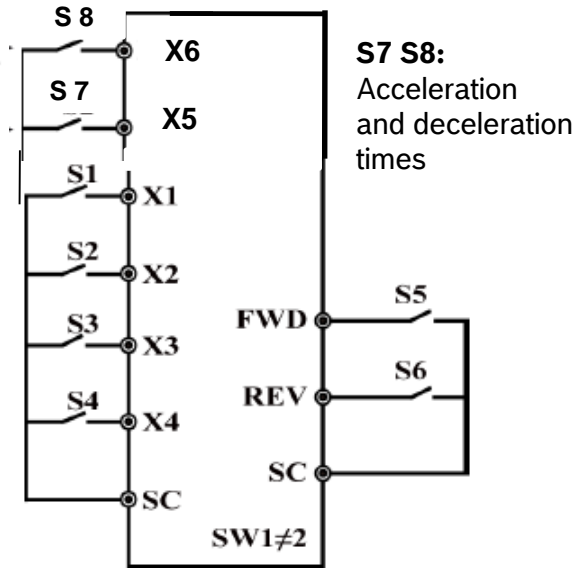 S 8
X6
S7 S8:
Acceleration
and deceleration
times
S 7
X5
S1
X1
S2
X2
S3
X3
S4
X4
SC
FWD
S5
REV
S6
SC
SW1≠2